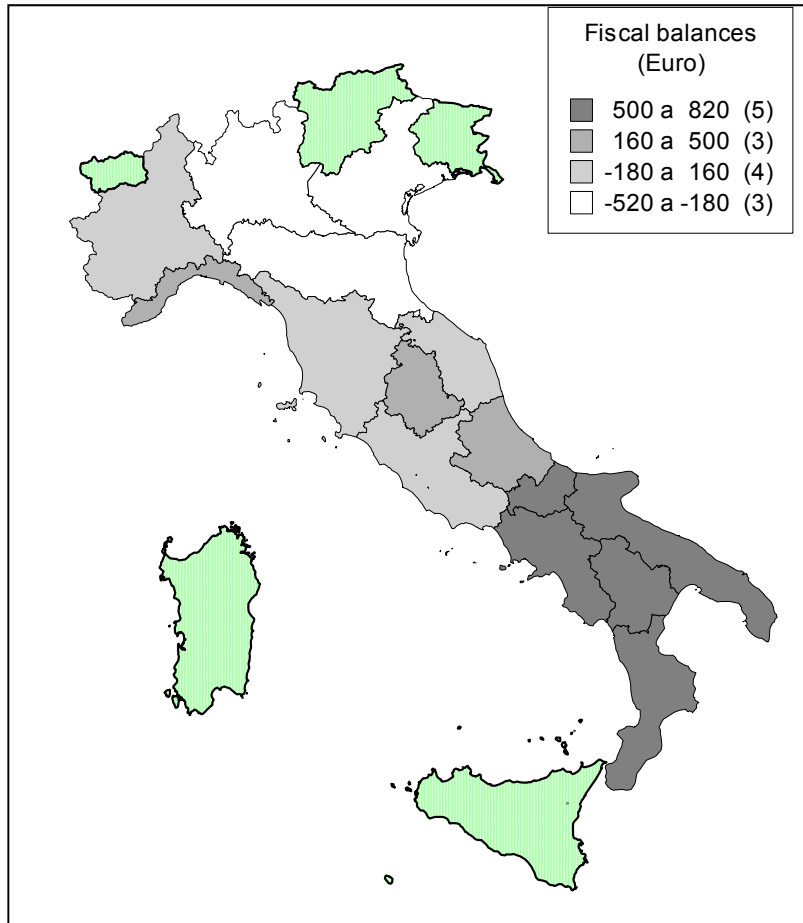 Fiscal balances
(Euro)
500 a 820 (5)
160 a 500 (3)
-180 a 160 (4)
-520 a -180 (3)